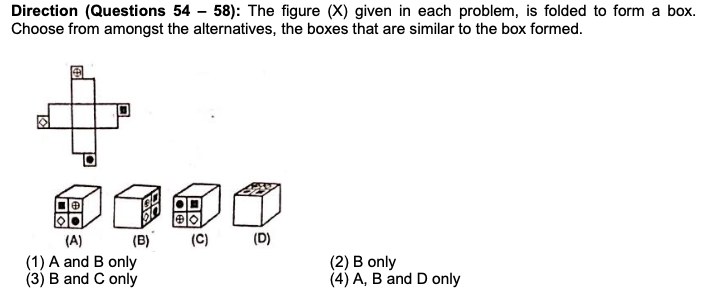 Direction (Questions 54 – 58): The figure (X) given in each problem, is folded to form a box.
Choose from amongst the alternatives, the boxes that are similar to the box formed.
(A) (B) (C) (D)
(1) A and B only (2) B only
(3) B and C only (4) A, B and D only